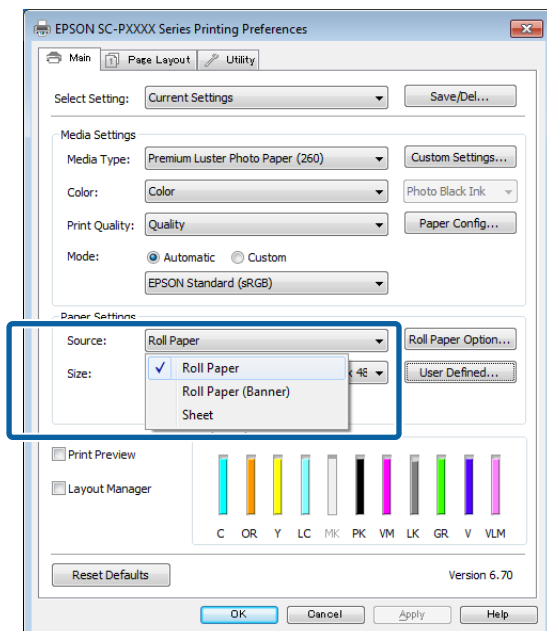 EPSON SC-PXXXX Series Printing Preferences
Main Page Layout Utility
Select Setting: Current Settings Save/Del...
Media Settings
Media Type: Premium Luster Photo Paper (260) Custom Settings...
Color: Color Photo Black Ink
Print Quality: Quality Paper Config...
Mode: Automatic Custom
EPSON Standard (sRGB)
Paper Settings
Source: Roll Paper Roll Paper Option...
✓ Roll Paper
Size: x 48 User Defined...
Roll Paper (Banner)
Sheet
Print Preview
Layout Manager
C OR Y LC MK PK VM LK GR V VLM
Reset Defaults Version 6.70
OK Cancel Apply Help